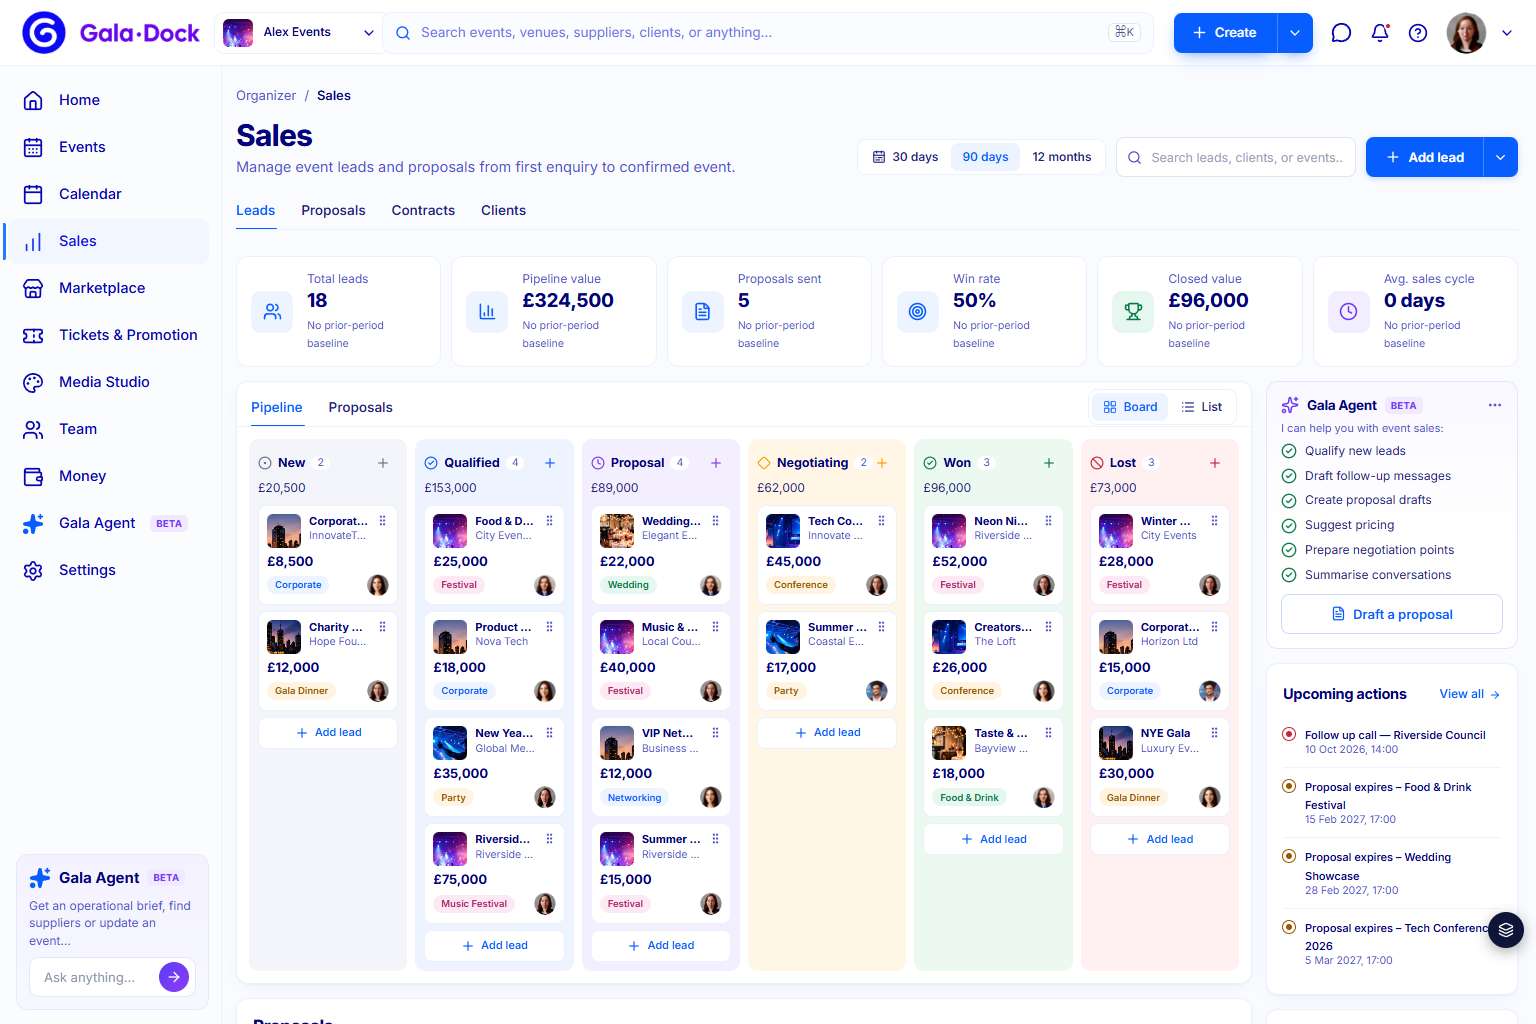 Gala·Dock
Alex Events
Search events, venues, suppliers, clients, or anything...
⌘K
Create
Home
Events
Calendar
Sales
Marketplace
Tickets & Promotion
Media Studio
Team
Money
Gala Agent BETA
Settings
Gala Agent BETA
Get an operational brief, find
suppliers or update an
event...
Ask anything...
Organizer / Sales
Sales
Manage event leads and proposals from first enquiry to confirmed event.
30 days 90 days 12 months
Search leads, clients, or events..
Add lead
Leads Proposals Contracts Clients
Total leads
18
No prior-period
baseline
Pipeline value
£324,500
No prior-period
baseline
Proposals sent
5
No prior-period
baseline
Win rate
50%
No prior-period
baseline
Closed value
£96,000
No prior-period
baseline
Avg. sales cycle
0 days
No prior-period
baseline
Pipeline Proposals
Board List
New 2
£20,500
Corporat...
InnovateT...
£8,500
Corporate
Charity ...
Hope Fou...
£12,000
Gala Dinner
Add lead
Qualified 4
£153,000
Food & D...
City Even...
£25,000
Festival
Product ...
Nova Tech
£18,000
Corporate
New Yea...
Global Me...
£35,000
Party
Riversid...
Riverside ...
£75,000
Music Festival
Add lead
Proposal 4
£89,000
Wedding...
Elegant E...
£22,000
Wedding
Music & ...
Local Cou...
£40,000
Festival
VIP Net...
Business ...
£12,000
Networking
Summer ...
Riverside ...
£15,000
Festival
Add lead
Negotiating 2
£62,000
Tech Co...
Innovate ...
£45,000
Conference
Summer ...
Coastal E...
£17,000
Party
Add lead
Won 3
£96,000
Neon Ni...
Riverside ...
£52,000
Festival
Creators...
The Loft
£26,000
Conference
Taste & ...
Bayview ...
£18,000
Food & Drink
Add lead
Lost 3
£73,000
Winter ...
City Events
£28,000
Festival
Corporat...
Horizon Ltd
£15,000
Corporate
NYE Gala
Luxury Ev...
£30,000
Gala Dinner
Add lead
Gala Agent BETA
I can help you with event sales:
Qualify new leads
Draft follow-up messages
Create proposal drafts
Suggest pricing
Prepare negotiation points
Summarise conversations
Draft a proposal
Upcoming actions View all
Follow up call — Riverside Council
10 Oct 2026, 14:00
Proposal expires – Food & Drink
Festival
15 Feb 2027, 17:00
Proposal expires – Wedding
Showcase
28 Feb 2027, 17:00
Proposal expires – Tech Conferenc
2026
5 Mar 2027, 17:00
Proposals